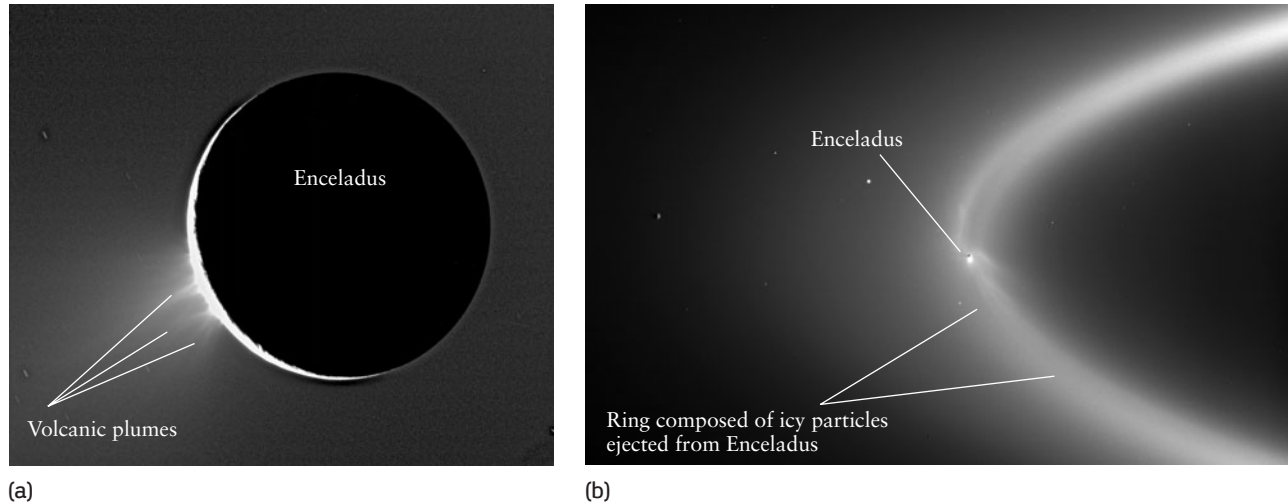 Enceladus
Volcanic plumes
(a)
Enceladus
Ring composed of icy particles
ejected from Enceladus
(b)